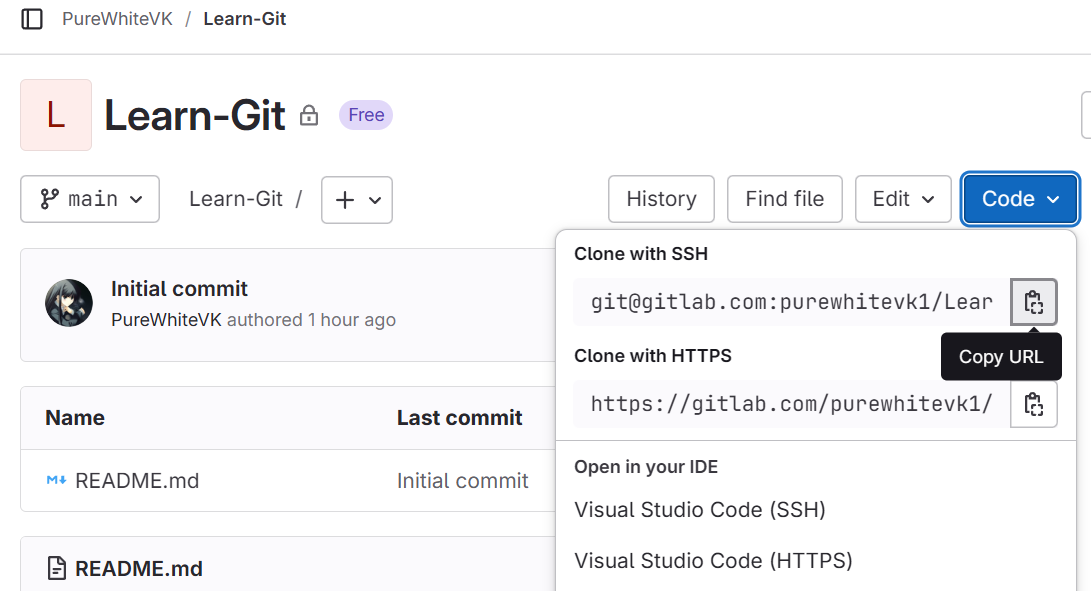 PureWhiteVK / Learn-Git
L Learn-Git Free
main Learn-Git / + History Find file Edit Code
Initial commit
PureWhiteVK authored 1 hour ago
Name Last commit
README.md Initial commit
README.md
Clone with SSH
git@gitlab.com:purewhitevk1/Lear
Copy URL
Clone with HTTPS
https://gitlab.com/purewhitevk1/
Open in your IDE
Visual Studio Code (SSH)
Visual Studio Code (HTTPS)